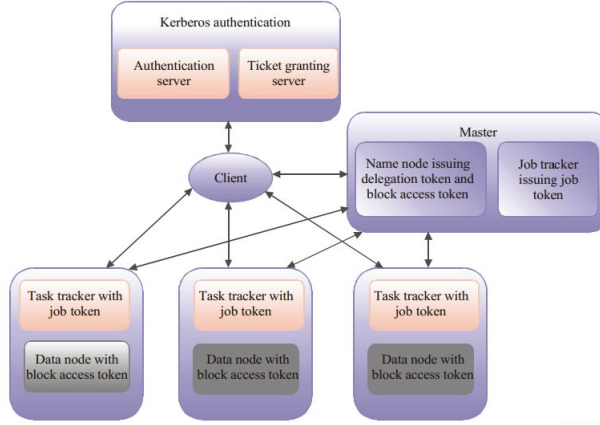 Kerberos authentication
Authentication
server
Ticket granting
server
Master
Name node issuing
delegation token and
block access token
Job tracker
issuing job
token
Client
Task tracker with
job token
Data node with
block access token
Task tracker with
job token
Data node with
block access token
Task tracker with
job token
Data node with
block access token